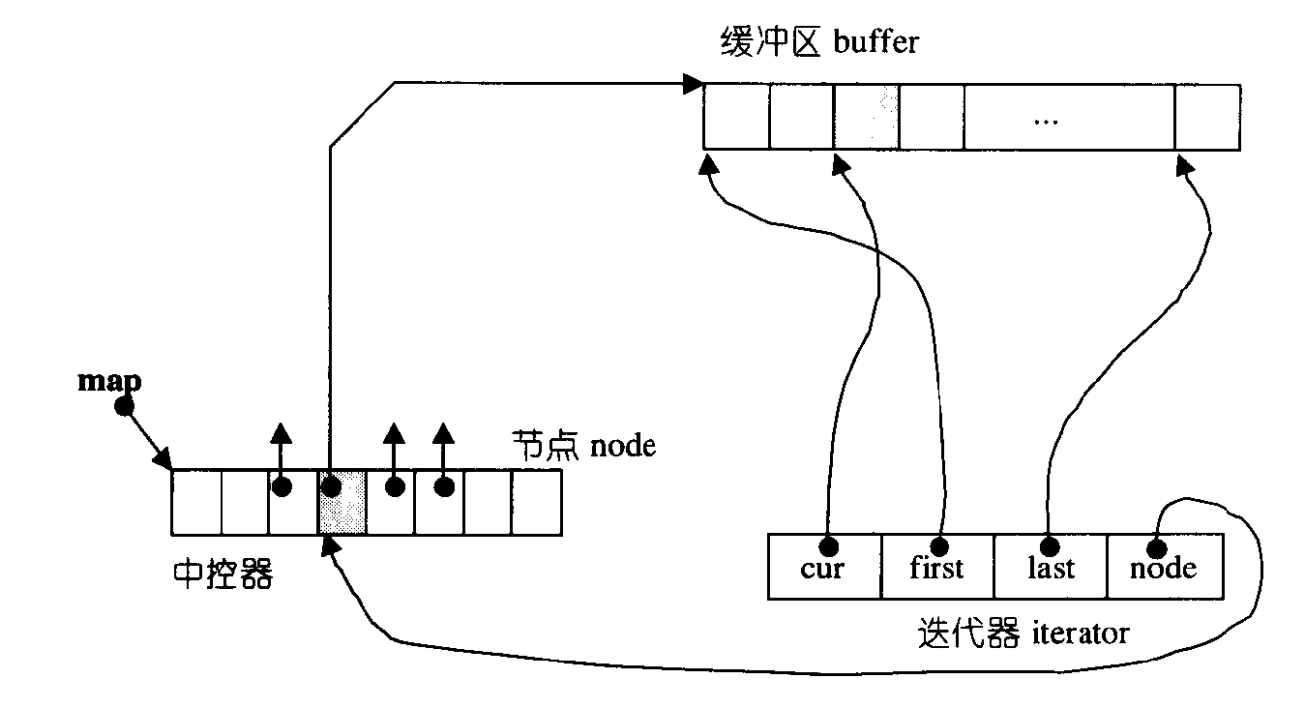 缓冲区 buffer
...
map
节点 node
中控器
cur first last node
迭代器 iterator